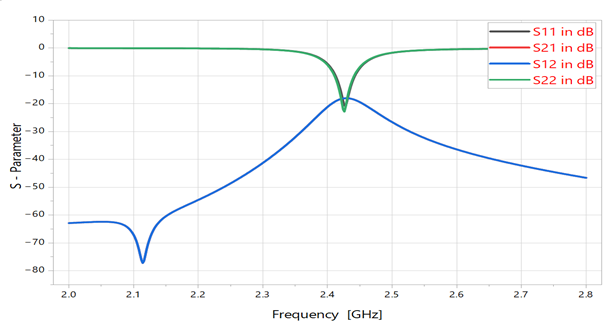 S11 in dB
S21 in dB
S12 in dB
S22 in dB
10
0
−10
−20
−30
−40
−50
−60
−70
−80
S - Parameter
2.0 2.1 2.2 2.3 2.4 2.5 2.6 2.7 2.8
Frequency [GHz]